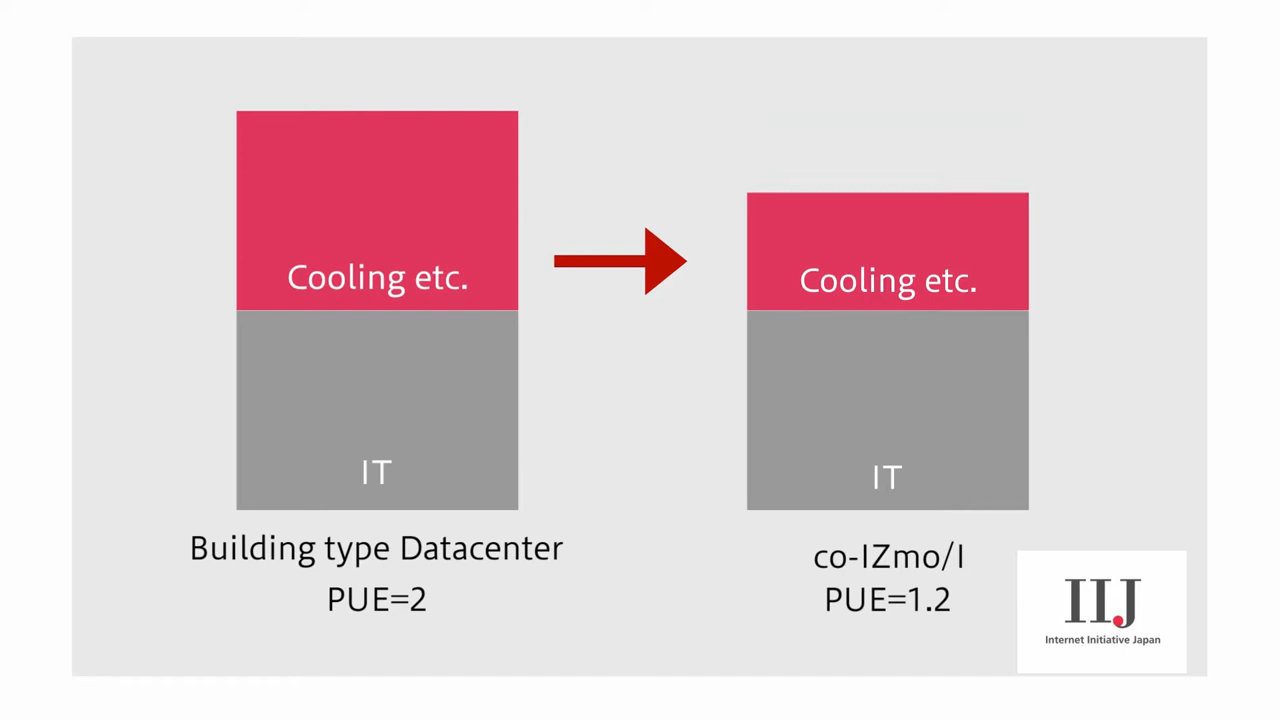 Cooling etc.
IT
Building type Datacenter
PUE=2
Cooling etc.
IT
co-IZmo/I
PUE=1.2
IIJ
Internet Initiative Japan